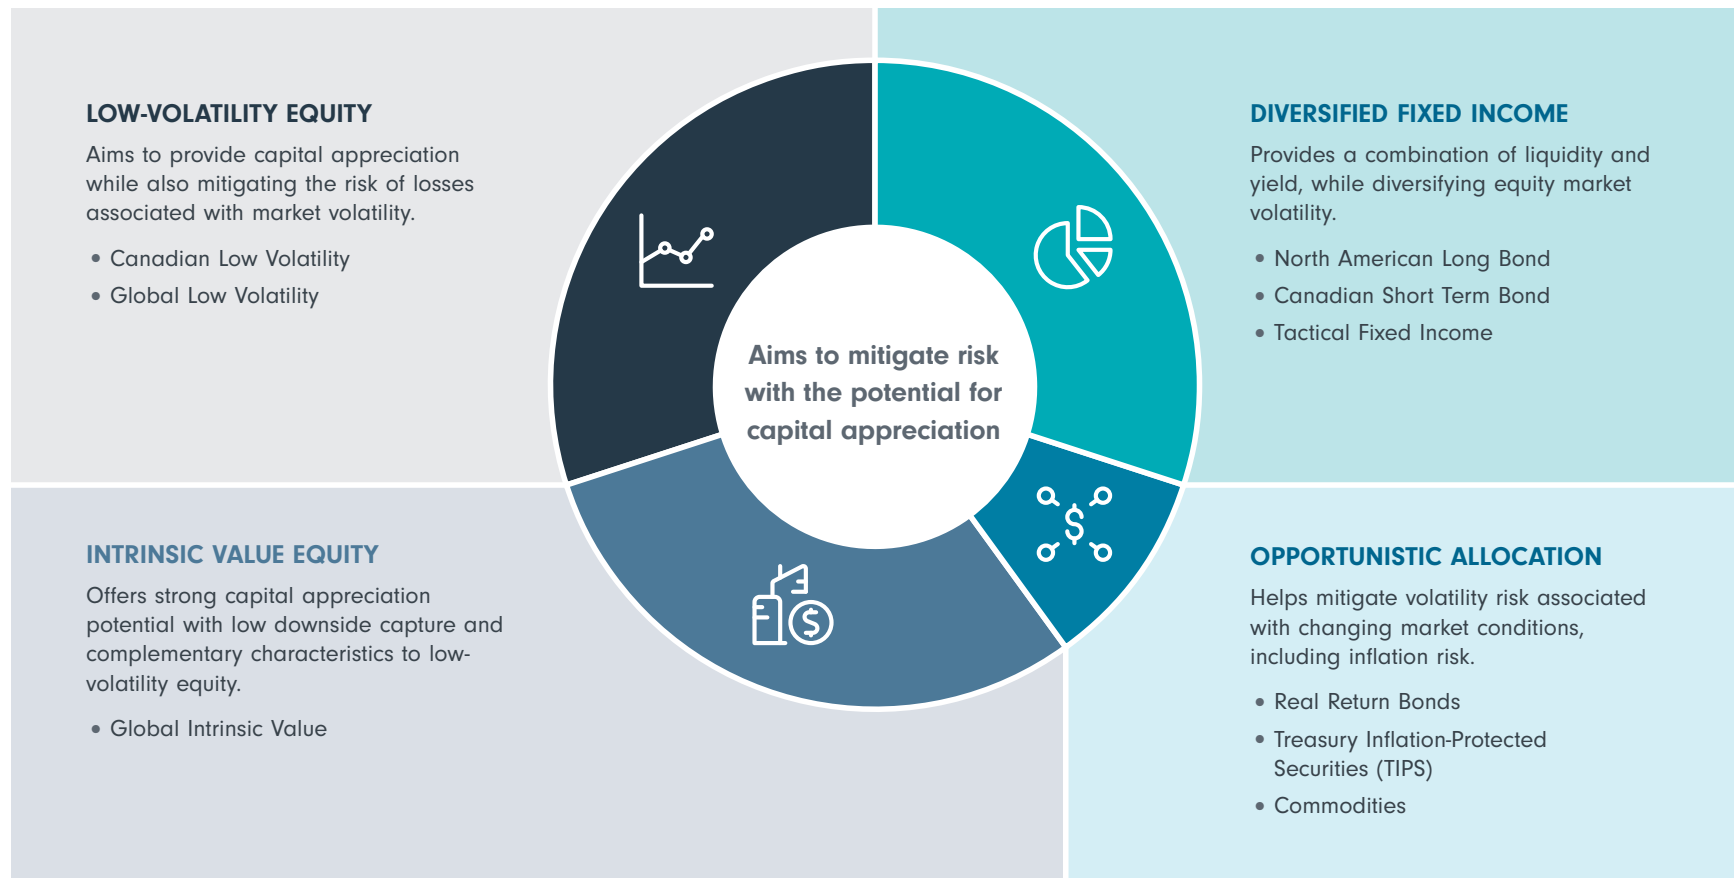 LOW-VOLATILITY EQUITY
Aims to provide capital appreciation
while also mitigating the risk of losses
associated with market volatility.
• Canadian Low Volatility
• Global Low Volatility
DIVERSIFIED FIXED INCOME
Provides a combination of liquidity and
yield, while diversifying equity market
volatility.
• North American Long Bond
• Canadian Short Term Bond
• Tactical Fixed Income
Aims to mitigate risk
with the potential for
capital appreciation
INTRINSIC VALUE EQUITY
Offers strong capital appreciation
potential with low downside capture and
complementary characteristics to low-
volatility equity.
• Global Intrinsic Value
OPPORTUNISTIC ALLOCATION
Helps mitigate volatility risk associated
with changing market conditions,
including inflation risk.
• Real Return Bonds
• Treasury Inflation-Protected
Securities (TIPS)
• Commodities
$
$